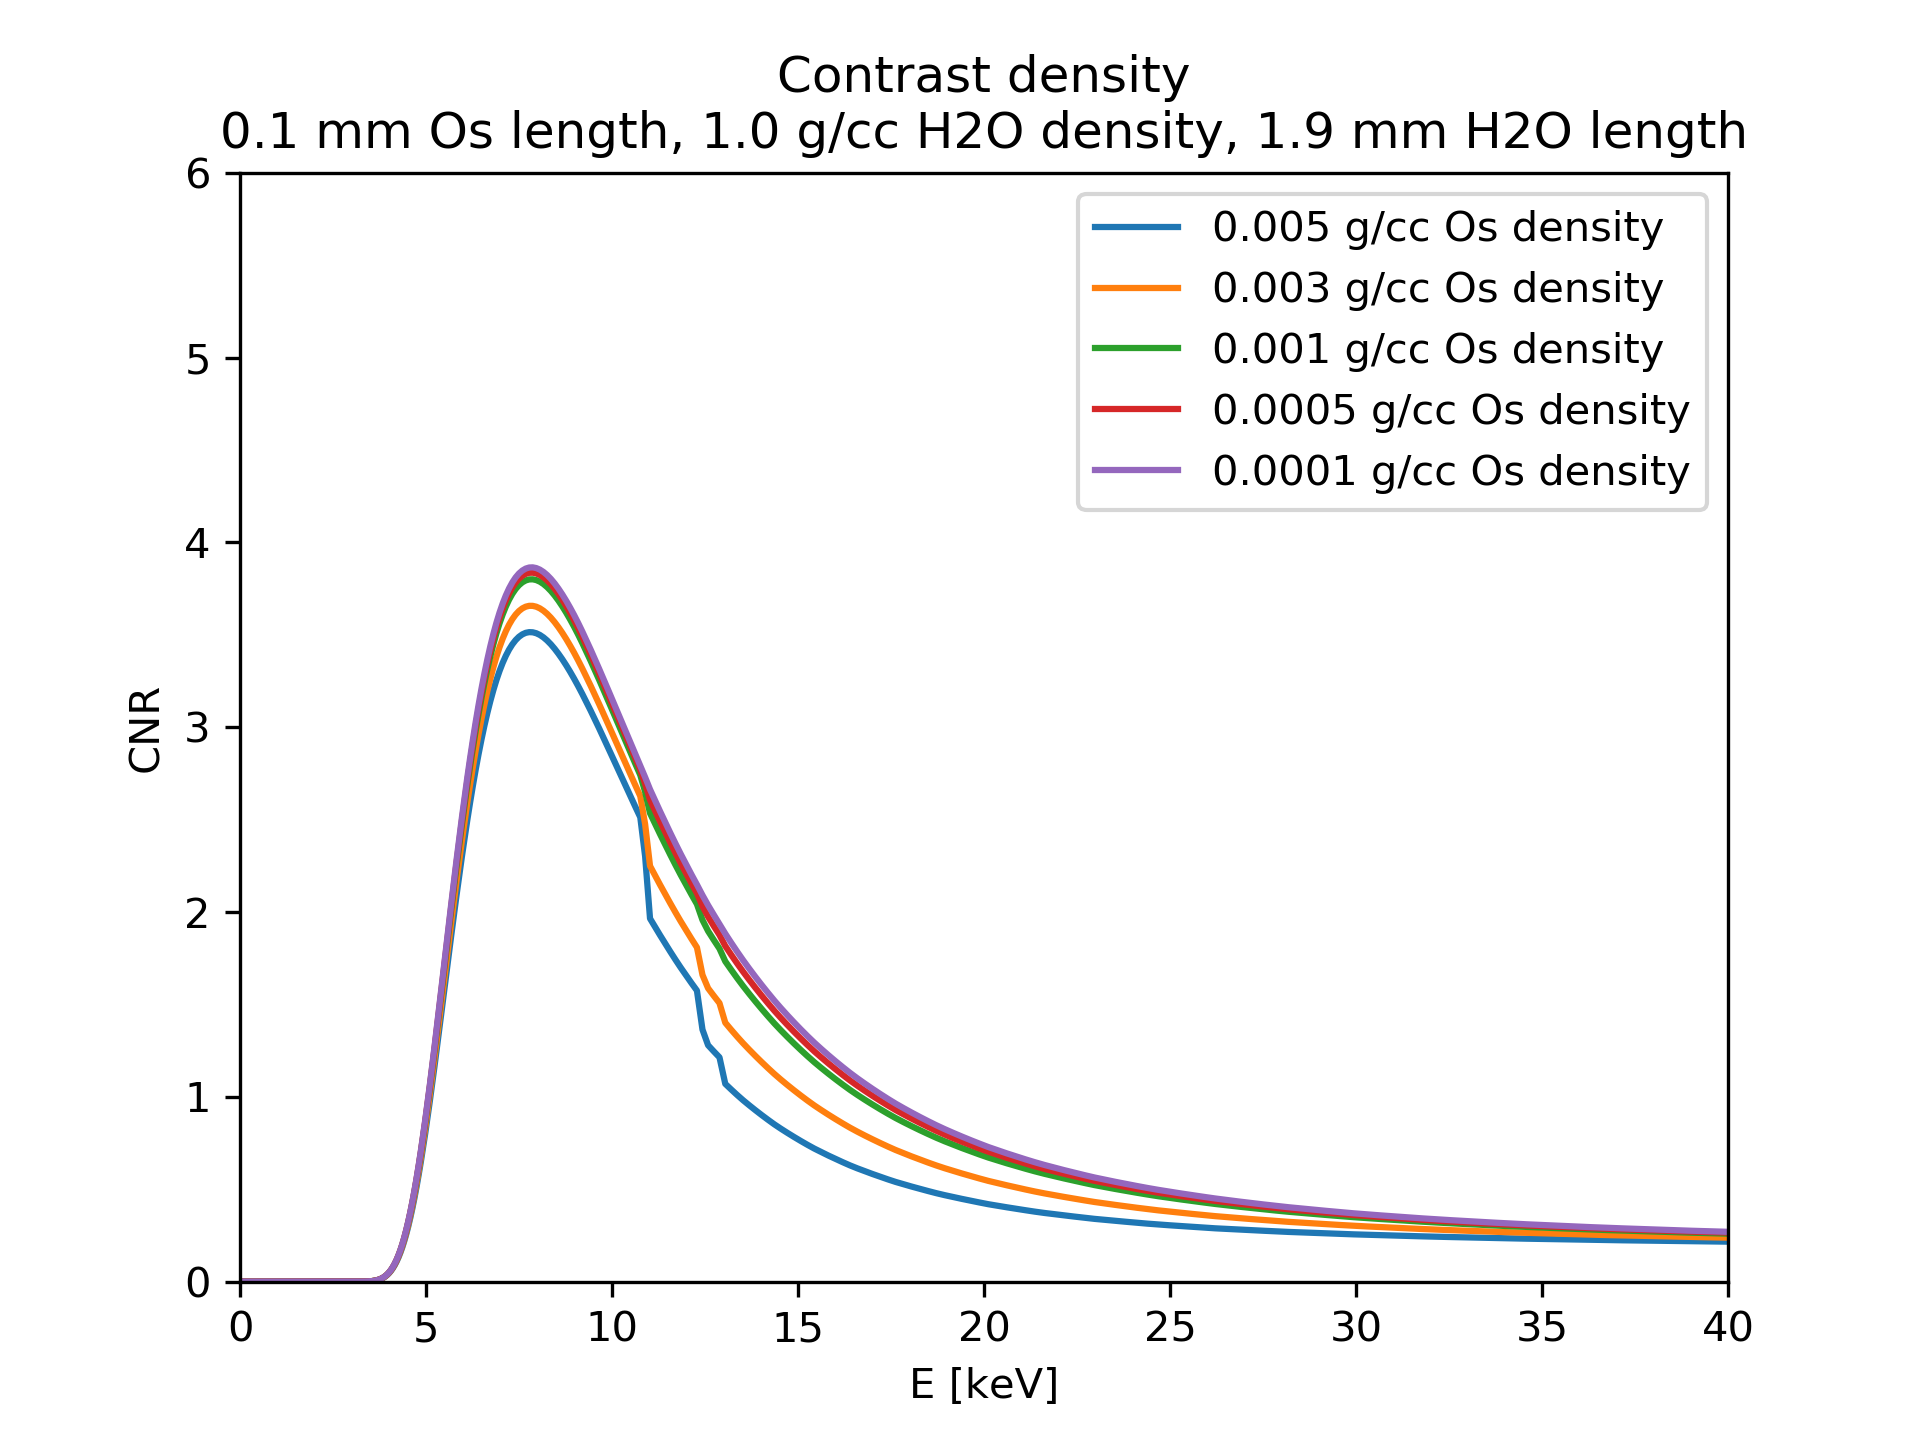 Contrast density
0.1 mm Os length, 1.0 g/cc H2O density, 1.9 mm H2O length
6
5
4
3
2
1
0
CNR
0.005 g/cc Os density
0.003 g/cc Os density
0.001 g/cc Os density
0.0005 g/cc Os density
0.0001 g/cc Os density
0 5 10 15 20 25 30 35 40
E [keV]